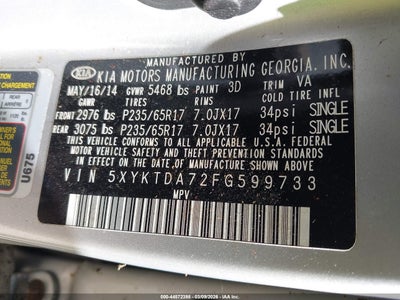 KIA KIA MOTORS MANUFACTURING GEORGIA, INC.
MAY/16/14 GVWR 5468 lbs PAINT 3D TRIM VA
GAWR TIRES RIMS COLD TIRE INFL
FRONT 2976 lbs P235/65R17 7.0JX17 34psi SINGLE
REAR 3075 lbs P235/65R17 7.0JX17 34psi SINGLE
THIS VEHICLE CONFORMS TO ALL APPLICABLE U.S.A. FEDERAL
MOTOR VEHICLE SAFETY BUMPER, AND THEFT PREVENTION
STANDARDS IN EFFECT ON THE DATE OF MANUFACTURE SHOWN ABOVE.
VIN 5XYKTDA72FG599733
MPV
U675